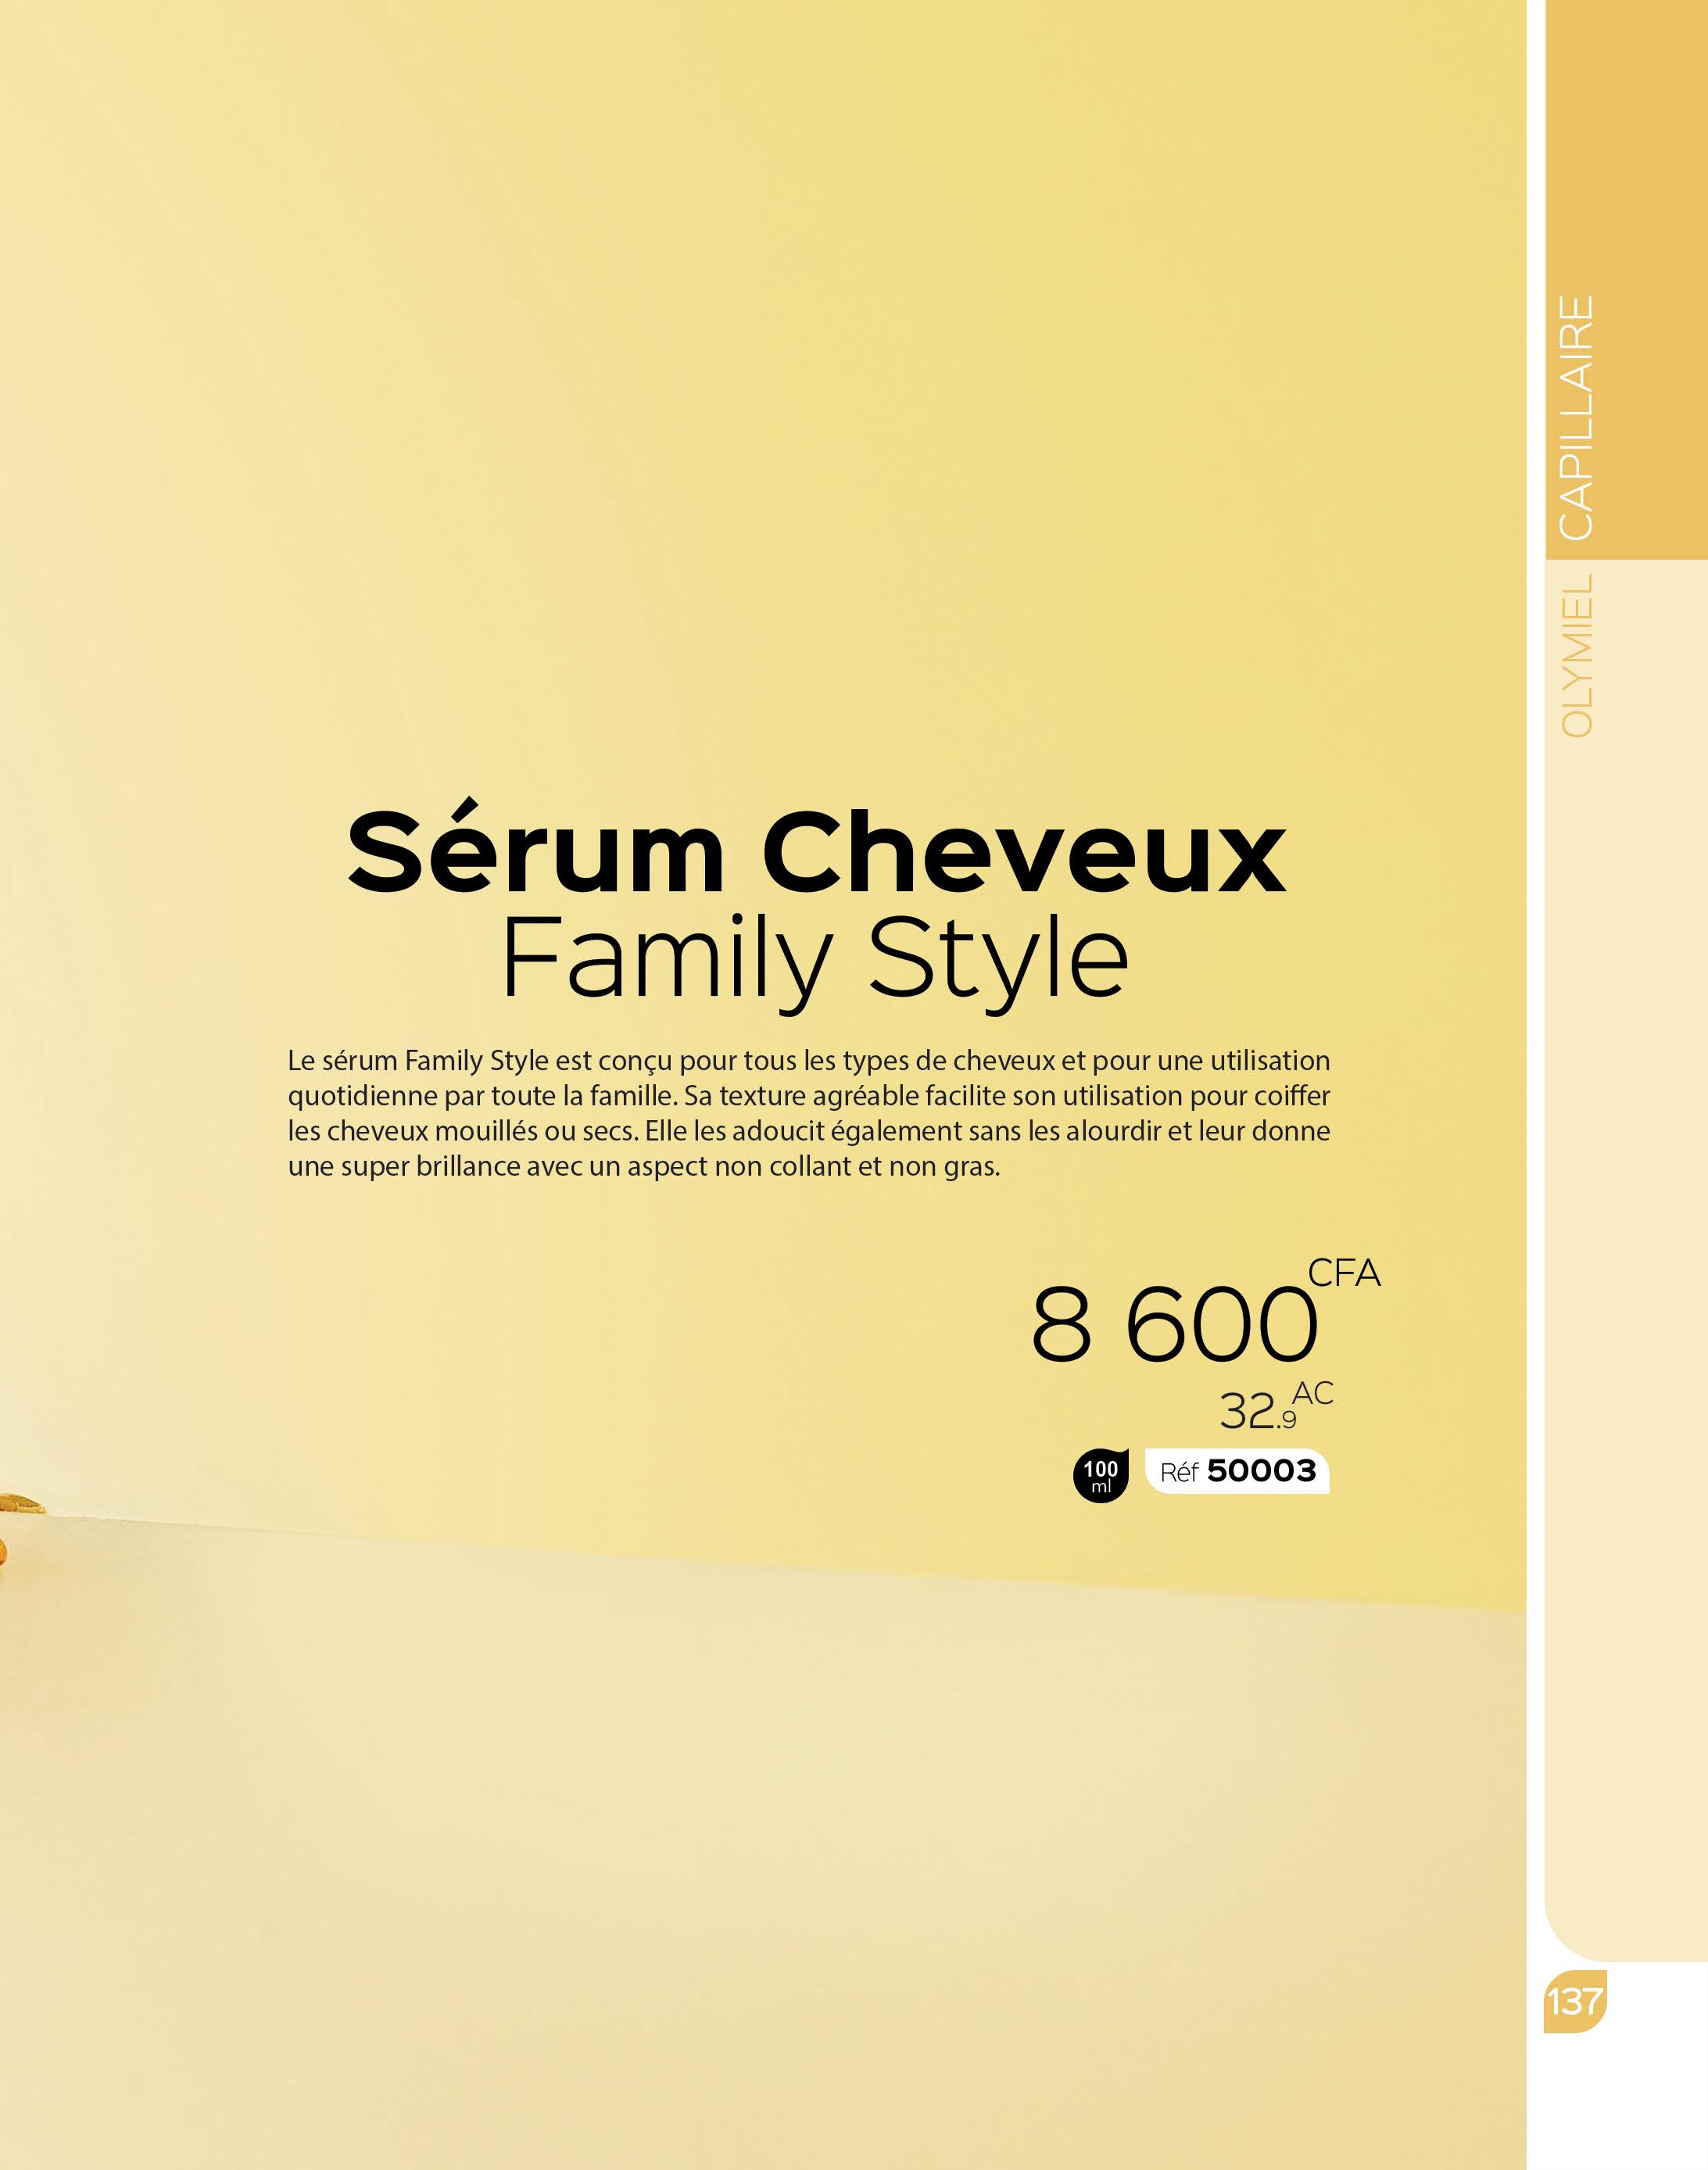 CAPILLAIRE
OLYMIEL
Sérum Cheveux
Family Style
Le sérum Family Style est conçu pour tous les types de cheveux et pour une utilisation
quotidienne par toute la famille. Sa texture agréable facilite son utilisation pour coiffer
les cheveux mouillés ou secs. Elle les adoucit également sans les alourdir et leur donne
une super brillance avec un aspect non collant et non gras.
8 600 CFA
32.9 AC
100
ml
Réf 50003
137